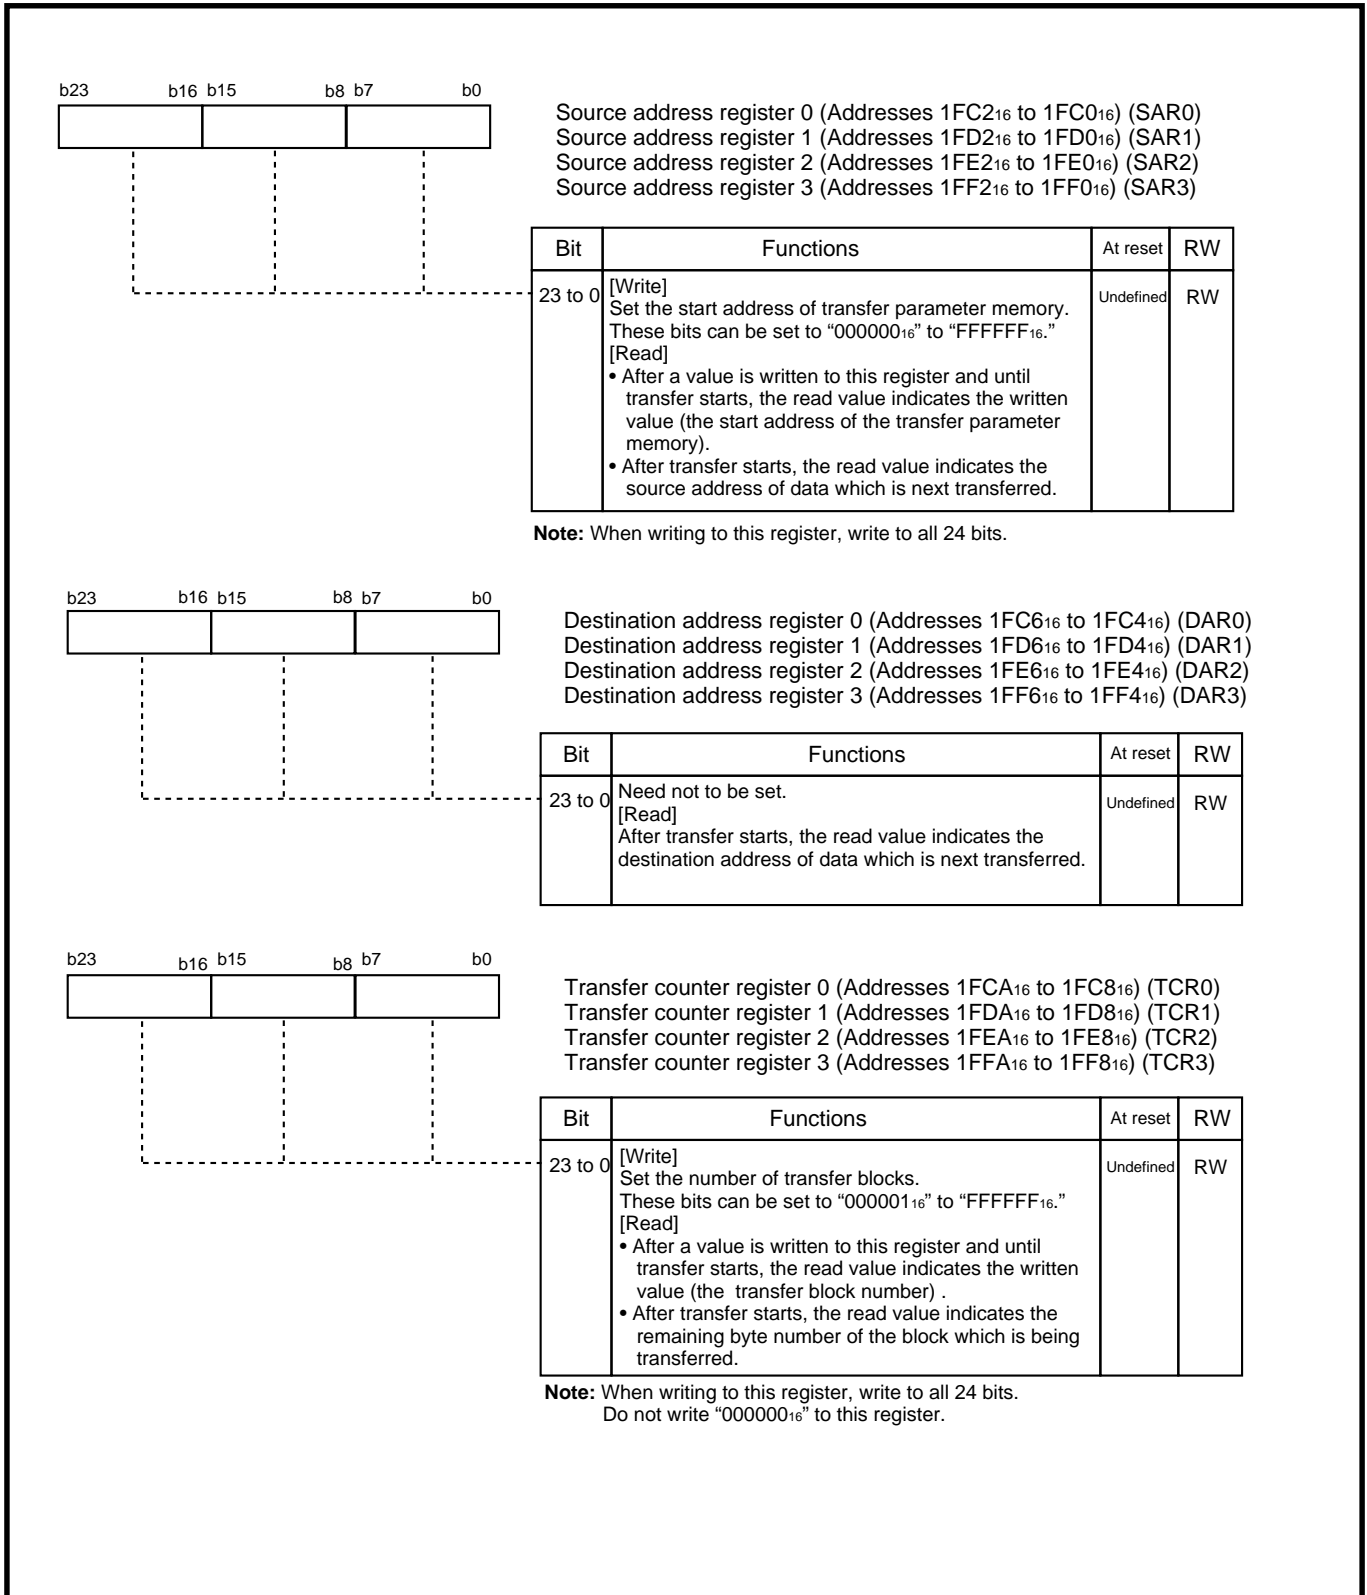 b23 b16 b15 b8 b7 b0
Source address register 0 (Addresses 1FC2₁₆ to 1FC0₁₆) (SAR0)
Source address register 1 (Addresses 1FD2₁₆ to 1FD0₁₆) (SAR1)
Source address register 2 (Addresses 1FE2₁₆ to 1FE0₁₆) (SAR2)
Source address register 3 (Addresses 1FF2₁₆ to 1FF0₁₆) (SAR3)
Bit Functions At reset RW
23 to 0 [Write] Undefined RW
Set the start address of transfer parameter memory.
These bits can be set to “000000₁₆” to “FFFFFF₁₆.”
[Read]
• After a value is written to this register and until
transfer starts, the read value indicates the written
value (the start address of the transfer parameter
memory).
• After transfer starts, the read value indicates the
source address of data which is next transferred.
Note: When writing to this register, write to all 24 bits.
b23 b16 b15 b8 b7 b0
Destination address register 0 (Addresses 1FC6₁₆ to 1FC4₁₆) (DAR0)
Destination address register 1 (Addresses 1FD6₁₆ to 1FD4₁₆) (DAR1)
Destination address register 2 (Addresses 1FE6₁₆ to 1FE4₁₆) (DAR2)
Destination address register 3 (Addresses 1FF6₁₆ to 1FF4₁₆) (DAR3)
Bit Functions At reset RW
23 to 0 Need not to be set. Undefined RW
[Read]
After transfer starts, the read value indicates the
destination address of data which is next transferred.
b23 b16 b15 b8 b7 b0
Transfer counter register 0 (Addresses 1FCA₁₆ to 1FC8₁₆) (TCR0)
Transfer counter register 1 (Addresses 1FDA₁₆ to 1FD8₁₆) (TCR1)
Transfer counter register 2 (Addresses 1FEA₁₆ to 1FE8₁₆) (TCR2)
Transfer counter register 3 (Addresses 1FFA₁₆ to 1FF8₁₆) (TCR3)
Bit Functions At reset RW
23 to 0 [Write] Undefined RW
Set the number of transfer blocks.
These bits can be set to “000001₁₆” to “FFFFFF₁₆.”
[Read]
• After a value is written to this register and until
transfer starts, the read value indicates the written
value (the transfer block number) .
• After transfer starts, the read value indicates the
remaining byte number of the block which is being
transferred.
Note: When writing to this register, write to all 24 bits.
Do not write “000000₁₆” to this register.